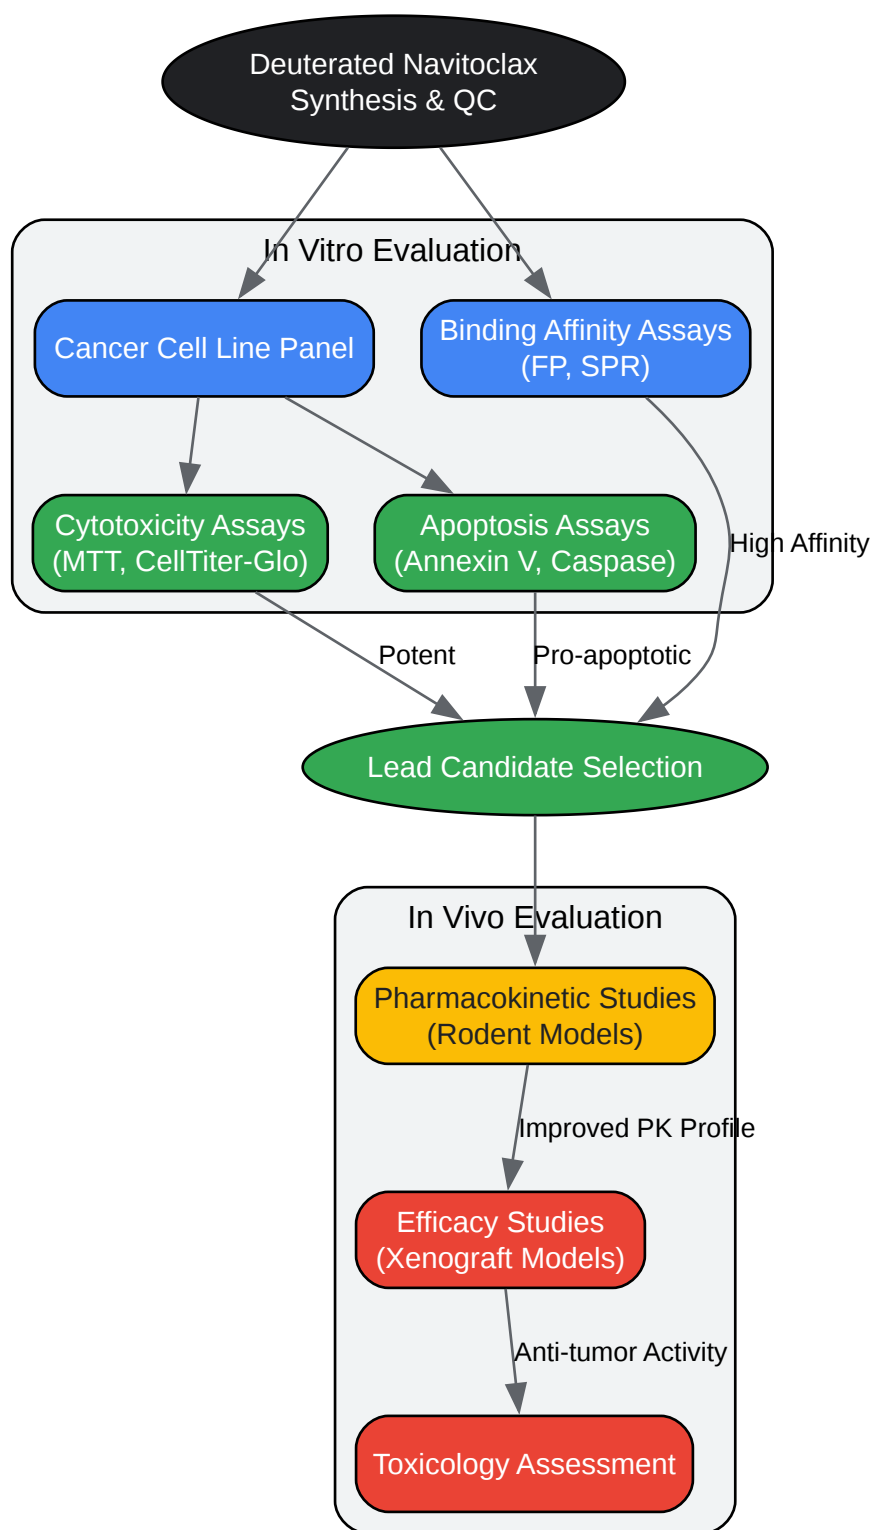 Deuterated Navitoclax
Synthesis & QC
In Vitro Evaluation
Cancer Cell Line Panel
Binding Affinity Assays
(FP, SPR)
Cytotoxicity Assays
(MTT, CellTiter-Glo)
Apoptosis Assays
(Annexin V, Caspase)
High Affinity
Potent
Pro-apoptotic
Lead Candidate Selection
In Vivo Evaluation
Pharmacokinetic Studies
(Rodent Models)
Improved PK Profile
Efficacy Studies
(Xenograft Models)
Anti-tumor Activity
Toxicology Assessment